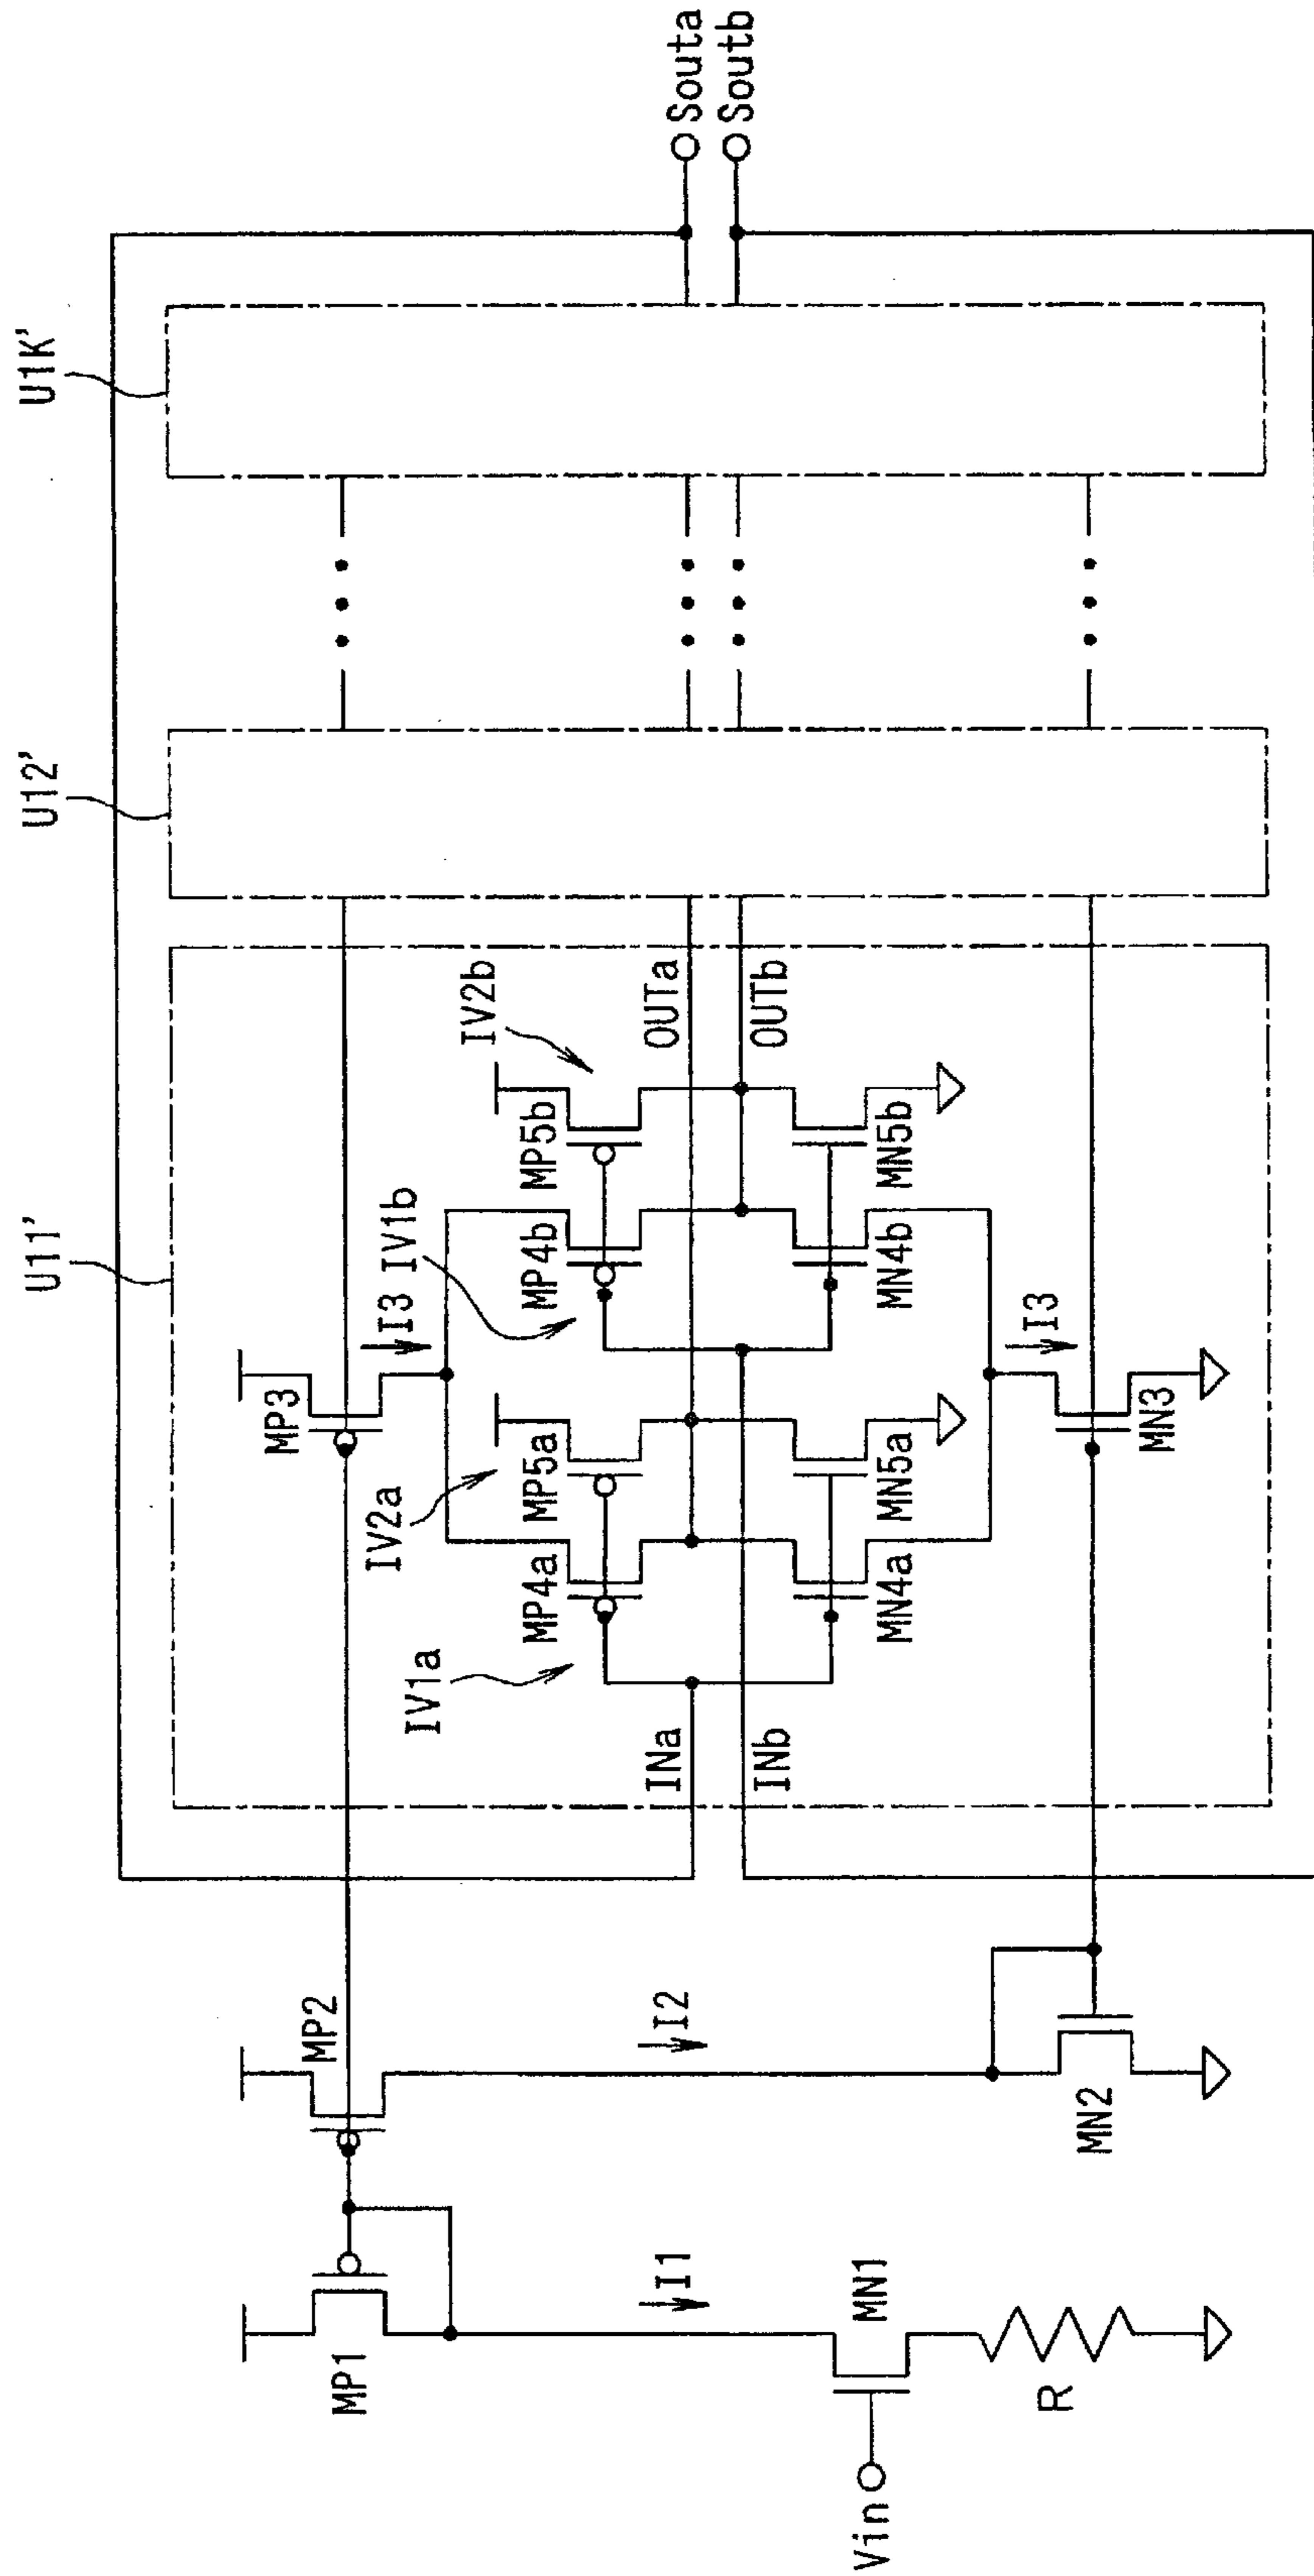 U11'
U12'
U1K'
MP1
MP2
MP3
I3
IV1a
IV2a
IV1b
IV2b
MP4a
MP5a
MP4b
MP5b
INa
OUTa
Souta
INb
OUTb
Soutb
I1
I2
MN4a
MN5a
MN4b
MN5b
I3
Vin
MN1
MN2
MN3
R